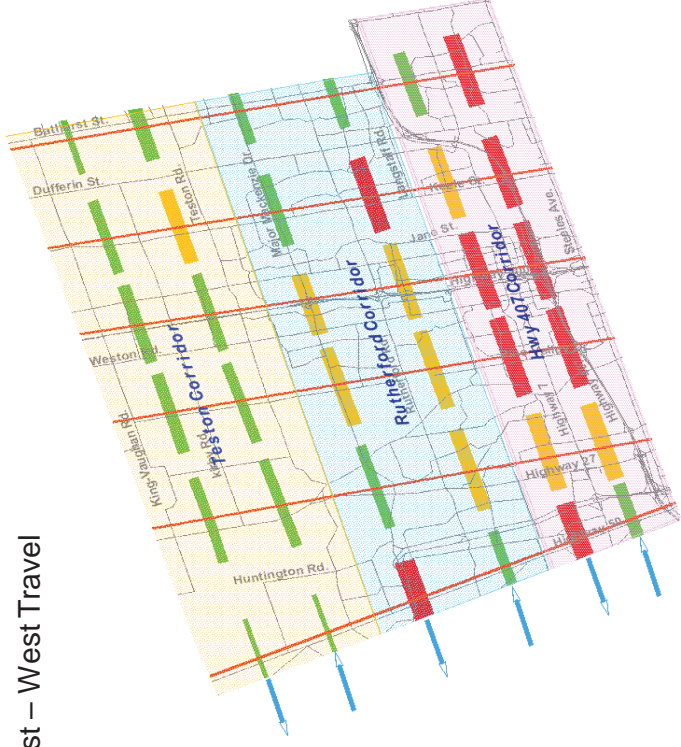 st – West Travel
Bathurst St.
Dufferin St.
Teston Rd.
Major Mackenzie Dr.
Langstaff Rd.
Keele St.
Jane St.
Steeles Ave.
Weston Rd.
Teston Corridor
Rutherford Corridor
Hwy 407 Corridor
King-Vaughan Rd.
Highway 7
Highway 27
Huntington Rd.
Highway 50